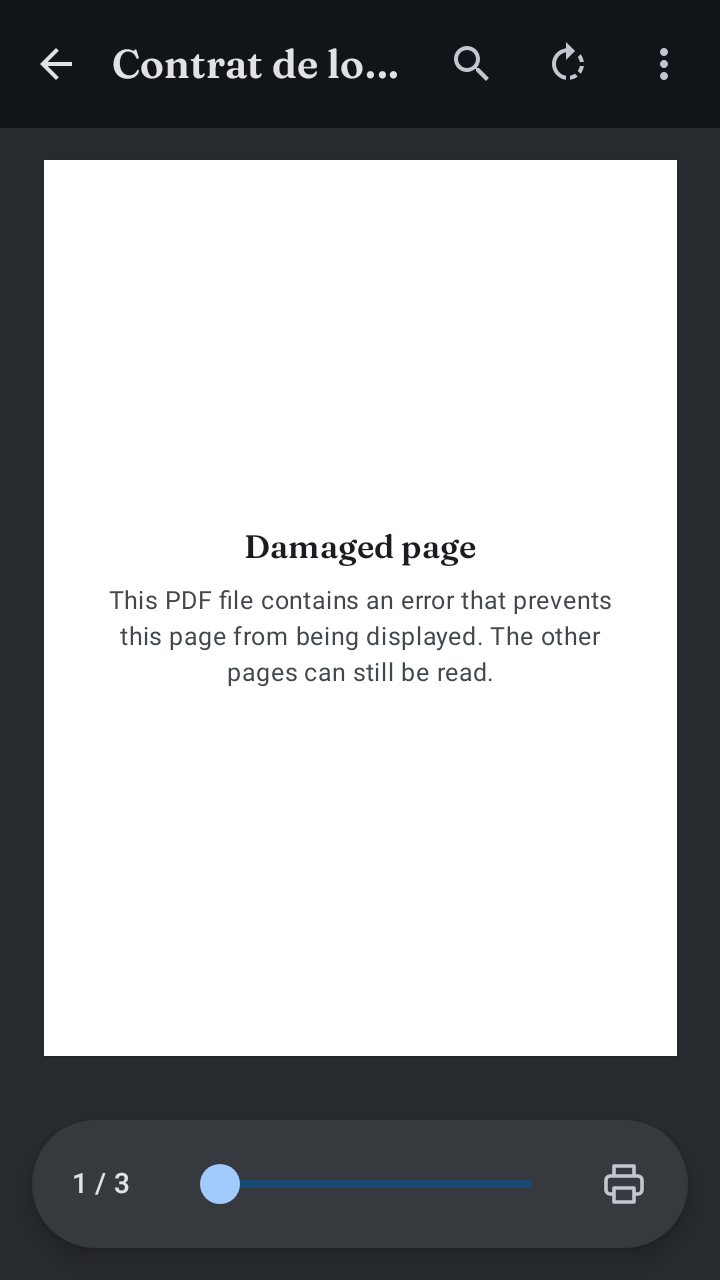 Contrat de lo...
Damaged page
This PDF file contains an error that prevents
this page from being displayed. The other
pages can still be read.
1 / 3